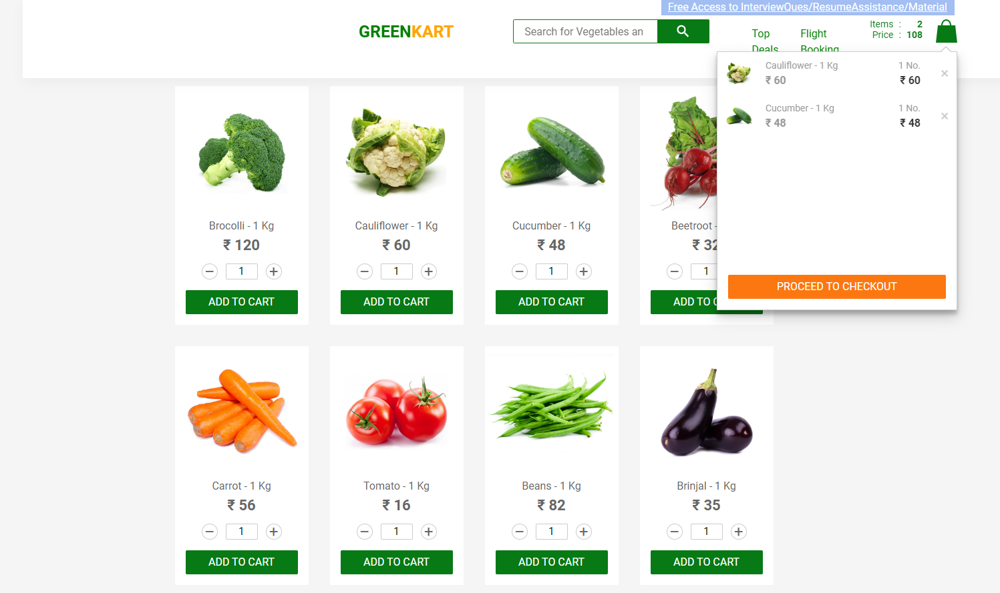 Free Access to InterviewQues/ResumeAssistance/Material
GREENKART
Search for Vegetables an
Top
Deals
Flight
Booking
Items : 2
Price : 108
Cauliflower - 1 Kg
1 No.
₹ 60
₹ 60
×
Cucumber - 1 Kg
1 No.
₹ 48
₹ 48
×
PROCEED TO CHECKOUT
Brocolli - 1 Kg
₹ 120
− 1 +
ADD TO CART
Cauliflower - 1 Kg
₹ 60
− 1 +
ADD TO CART
Cucumber - 1 Kg
₹ 48
− 1 +
ADD TO CART
Beetroot -
₹ 32
− 1
ADD TO C
Carrot - 1 Kg
₹ 56
− 1 +
ADD TO CART
Tomato - 1 Kg
₹ 16
− 1 +
ADD TO CART
Beans - 1 Kg
₹ 82
− 1 +
ADD TO CART
Brinjal - 1 Kg
₹ 35
− 1 +
ADD TO CART